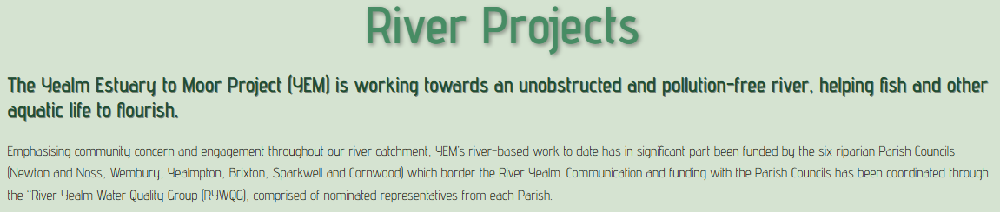 River Projects
The Yealm Estuary to Moor Project (YEM) is working towards an unobstructed and pollution-free river, helping fish and other
aquatic life to flourish.
Emphasising community concern and engagement throughout our river catchment, YEM's river-based work to date has in significant part been funded by the six riparian Parish Councils
(Newton and Noss, Wembury, Yealmpton, Brixton, Sparkwell and Cornwood) which border the River Yealm. Communication and funding with the Parish Councils has been coordinated through
the “River Yealm Water Quality Group (RYWQG), comprised of nominated representatives from each Parish.